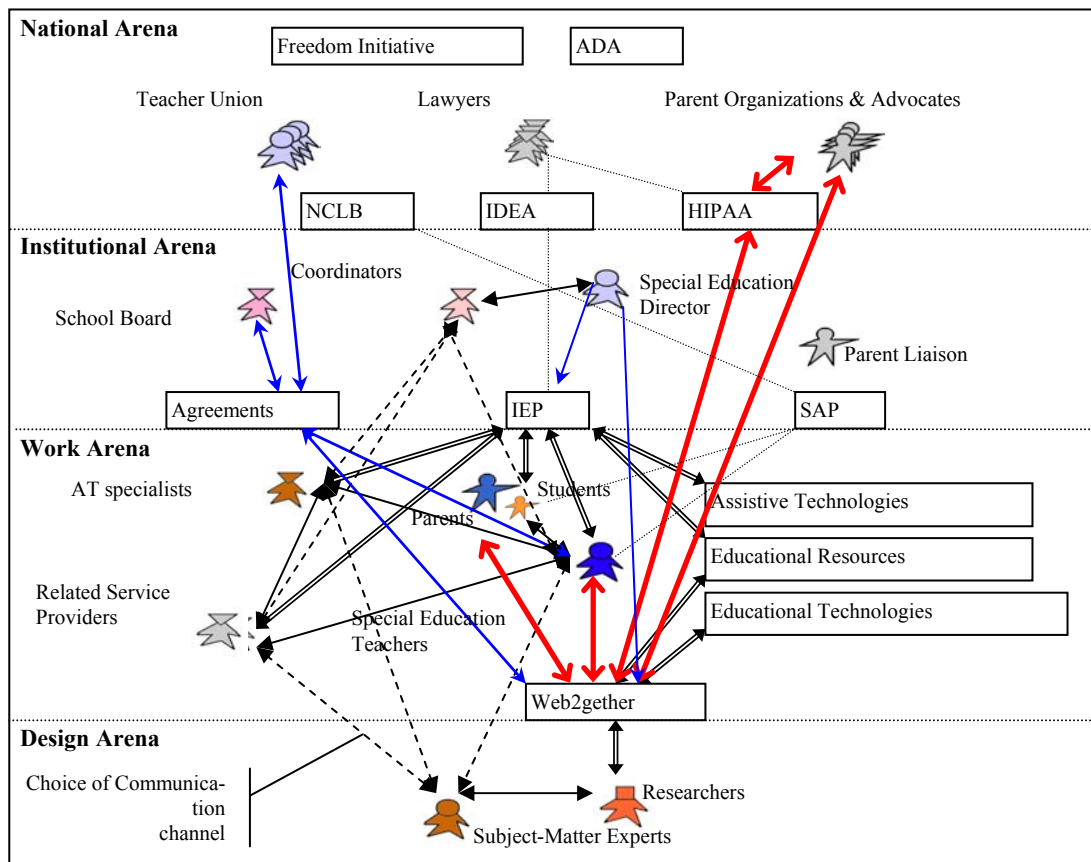 National Arena
Freedom Initiative
ADA
Teacher Union
Lawyers
Parent Organizations & Advocates
NCLB
IDEA
HIPAA
Institutional Arena
Coordinators
Special Education
Director
School Board
Parent Liaison
Agreements
IEP
SAP
Work Arena
AT specialists
Students
Parents
Assistive Technologies
Educational Resources
Related Service
Providers
Special Education
Teachers
Educational Technologies
Web2gether
Design Arena
Choice of Communica-
tion
channel
Researchers
Subject-Matter Experts